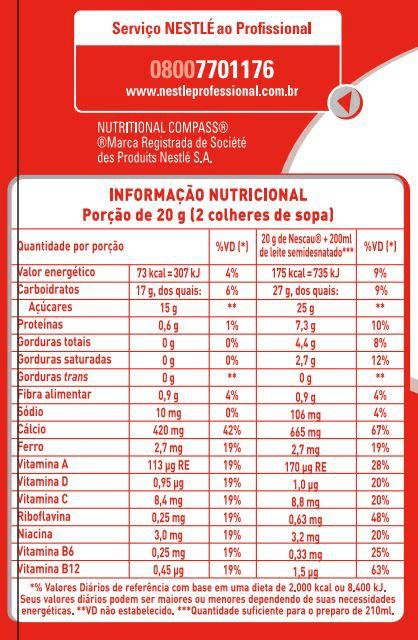 Serviço NESTLÉ ao Profissional
08007701176
www.nestleprofessional.com.br
NUTRITIONAL COMPASS®
®Marca Registrada de Société
des Produits Nestlé S.A.
INFORMAÇÃO NUTRICIONAL
Porção de 20 g (2 colheres de sopa)
Quantidade por porção %VD (*) 20 g de Nescau® + 200ml de leite semidesnatado*** %VD (*)
Valor energético 73 kcal = 307 kJ 4% 175 kcal = 735 kJ 9%
Carboidratos 17 g, dos quais: 6% 27 g, dos quais: 9%
Açúcares 15 g ** 25 g **
Proteínas 0,6 g 1% 7,3 g 10%
Gorduras totais 0 g 0% 4,4 g 8%
Gorduras saturadas 0 g 0% 2,7 g 12%
Gorduras trans 0 g ** 0 g **
Fibra alimentar 0,9 g 4% 0,9 g 4%
Sódio 10 mg 0% 106 mg 4%
Cálcio 420 mg 42% 665 mg 67%
Ferro 2,7 mg 19% 2,7 mg 19%
Vitamina A 113 µg RE 19% 170 µg RE 28%
Vitamina D 0,95 µg 19% 1,0 µg 20%
Vitamina C 8,4 mg 19% 8,8 mg 20%
Riboflavina 0,25 mg 19% 0,63 mg 48%
Niacina 3,0 mg 19% 3,2 mg 20%
Vitamina B6 0,25 mg 19% 0,33 mg 25%
Vitamina B12 0,45 µg 19% 1,5 µg 63%
*% Valores Diários de referência com base em uma dieta de 2.000 kcal ou 8.400 kJ.
Seus valores diários podem ser maiores ou menores dependendo de suas necessidades
energéticas. **VD não estabelecido. ***Quantidade suficiente para o preparo de 210ml.